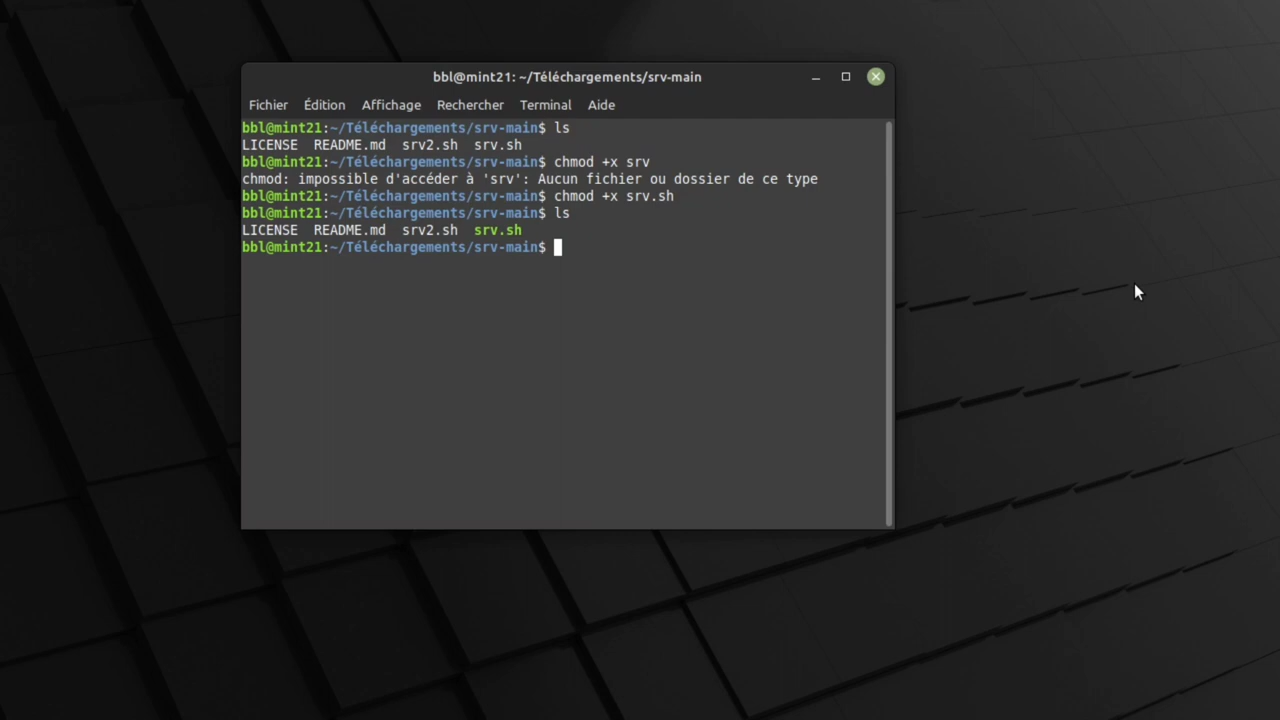 bbl@mint21: ~/Téléchargements/srv-main
Fichier Édition Affichage Rechercher Terminal Aide
bbl@mint21:~/Téléchargements/srv-main$ ls
LICENSE  README.md  srv2.sh  srv.sh
bbl@mint21:~/Téléchargements/srv-main$ chmod +x srv
chmod: impossible d'accéder à 'srv': Aucun fichier ou dossier de ce type
bbl@mint21:~/Téléchargements/srv-main$ chmod +x srv.sh
bbl@mint21:~/Téléchargements/srv-main$ ls
LICENSE  README.md  srv2.sh  srv.sh
bbl@mint21:~/Téléchargements/srv-main$